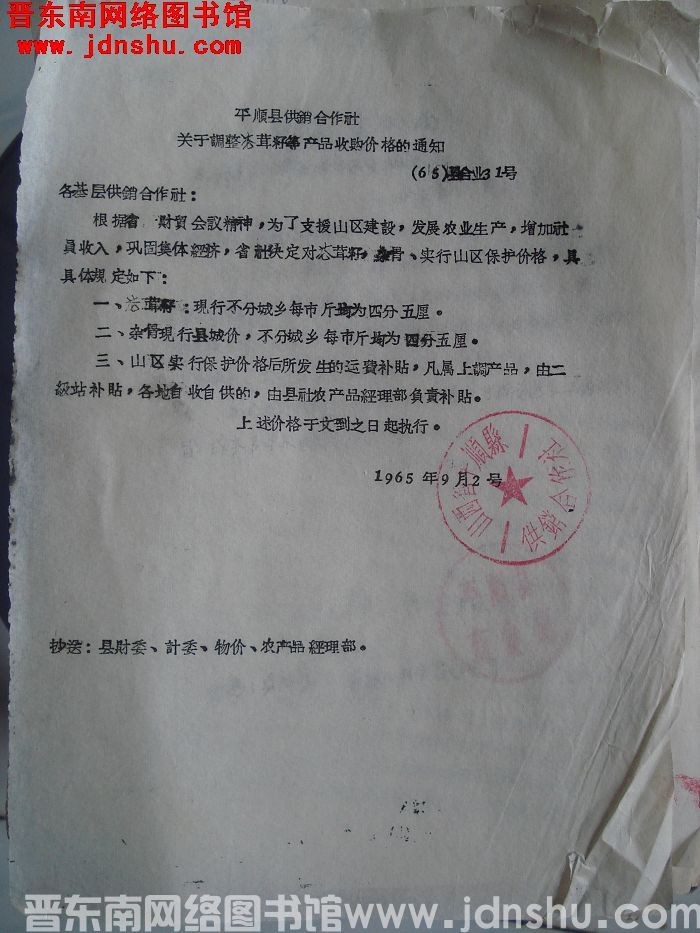 晋东南网络图书馆
www.jdnshu.com
平顺县供銷合作社
关于調整苍茸籽等产品收购价格的通知
(65)县合业31号
各基层供銷合作社：
根据省 財貿会議精神，为了支援山区建設，发展农业生产，增加社
員收入，巩固集体經济，省 社决定对苍茸籽，杂骨、实行山区保护价格，具
具体規定如下：
一、苍茸籽：現行不分城乡每市斤均为四分五厘。
二、杂骨現行县城价，不分城乡每市斤均为四分五厘。
三、山区实行保护价格后所发生的运費补貼，凡属上調产品，由二
級站补貼，各地自收自供的，由县社农产品經理部負責补貼。
上述价格于文到之日起执行。
1965年9月2号
山西省平順縣供銷合作社
抄送：县財委、計委、物价、农产品經理部。
晋东南网络图书馆www.jdnshu.com